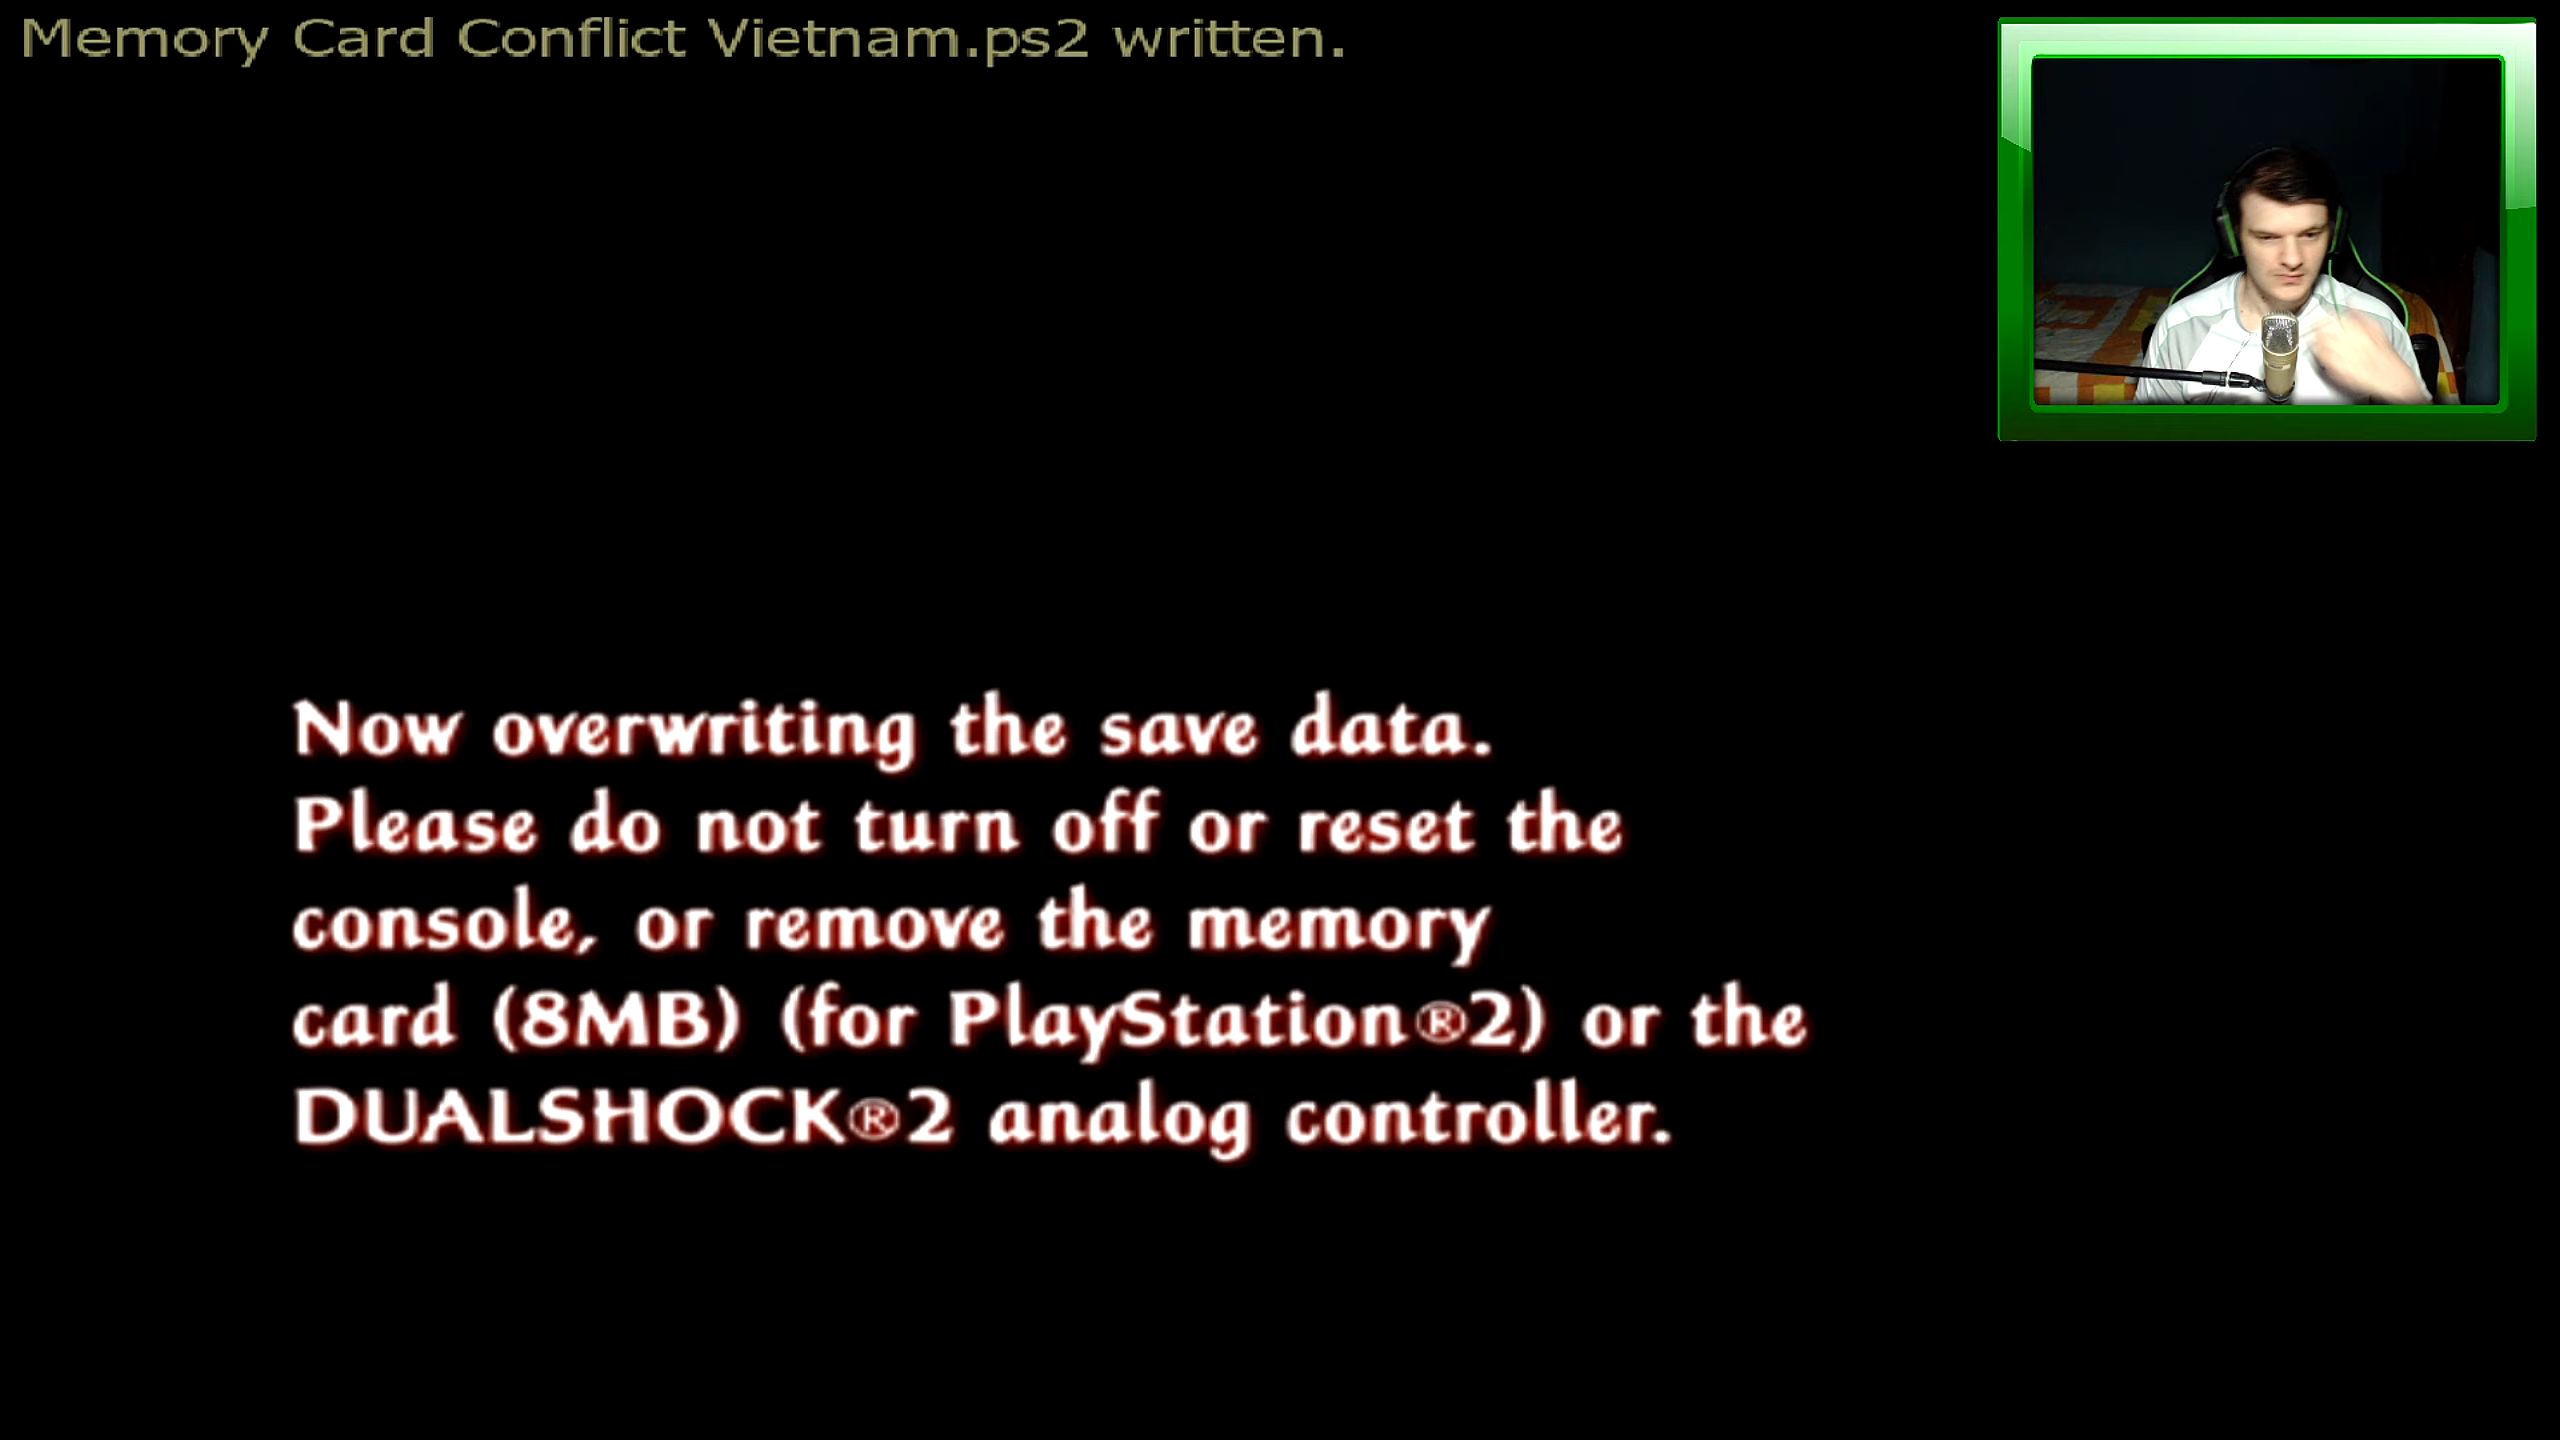 Memory Card Conflict Vietnam.ps2 written.
Now overwriting the save data.
Please do not turn off or reset the
console, or remove the memory
card (8MB) (for PlayStation®2) or the
DUALSHOCK®2 analog controller.